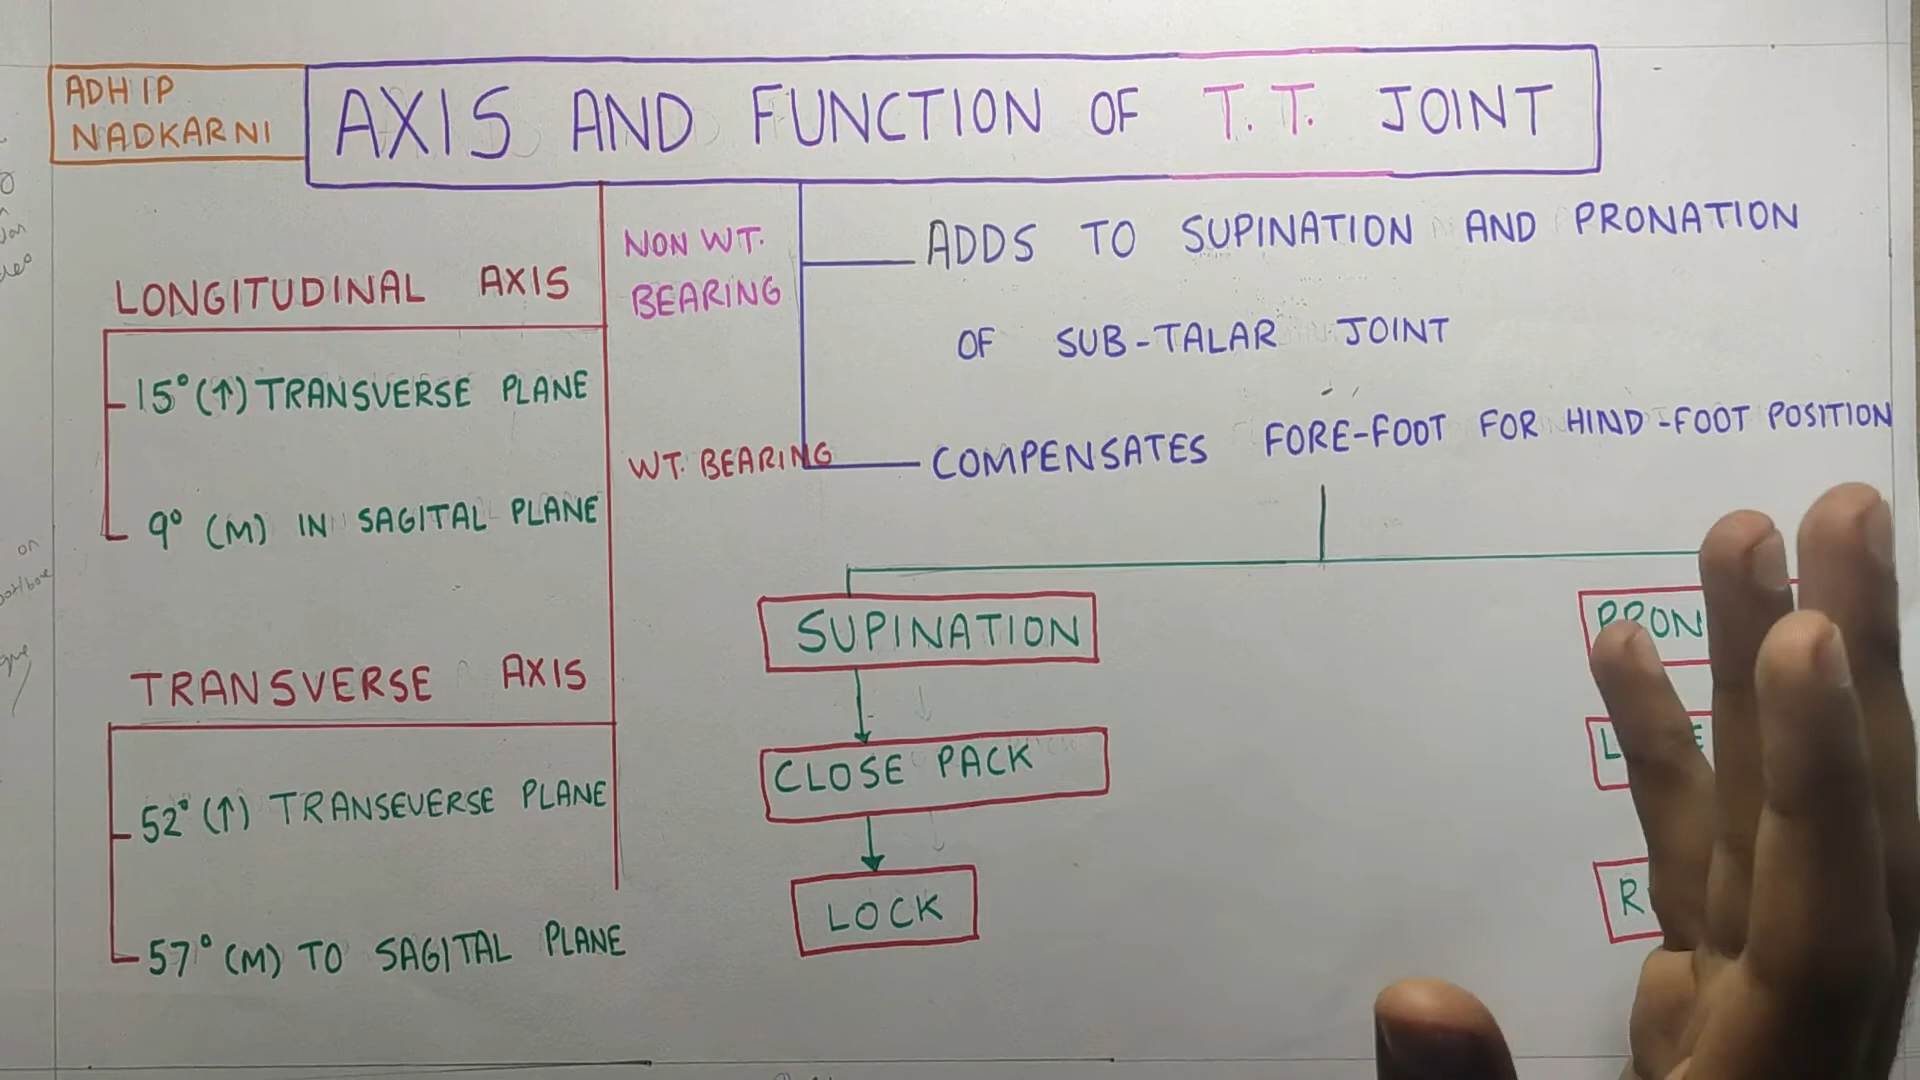 ADHIP
NADKARNI
AXIS AND FUNCTION OF T.T. JOINT
LONGITUDINAL AXIS
15° (↑) TRANSVERSE PLANE
9° (M) IN SAGITAL PLANE
TRANSVERSE AXIS
52° (↑) TRANSEVERSE PLANE
57° (M) TO SAGITAL PLANE
NON WT.
BEARING
ADDS TO SUPINATION AND PRONATION
OF SUB-TALAR JOINT
WT. BEARING
COMPENSATES FORE-FOOT FOR HIND-FOOT POSITION
SUPINATION
CLOSE PACK
LOCK
on